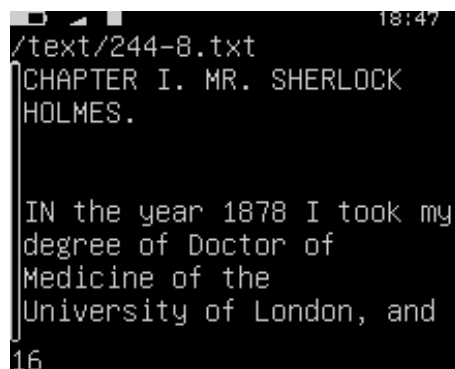 18:47
/text/244-8.txt
CHAPTER I. MR. SHERLOCK
HOLMES.
IN the year 1878 I took my
degree of Doctor of
Medicine of the
University of London, and
16